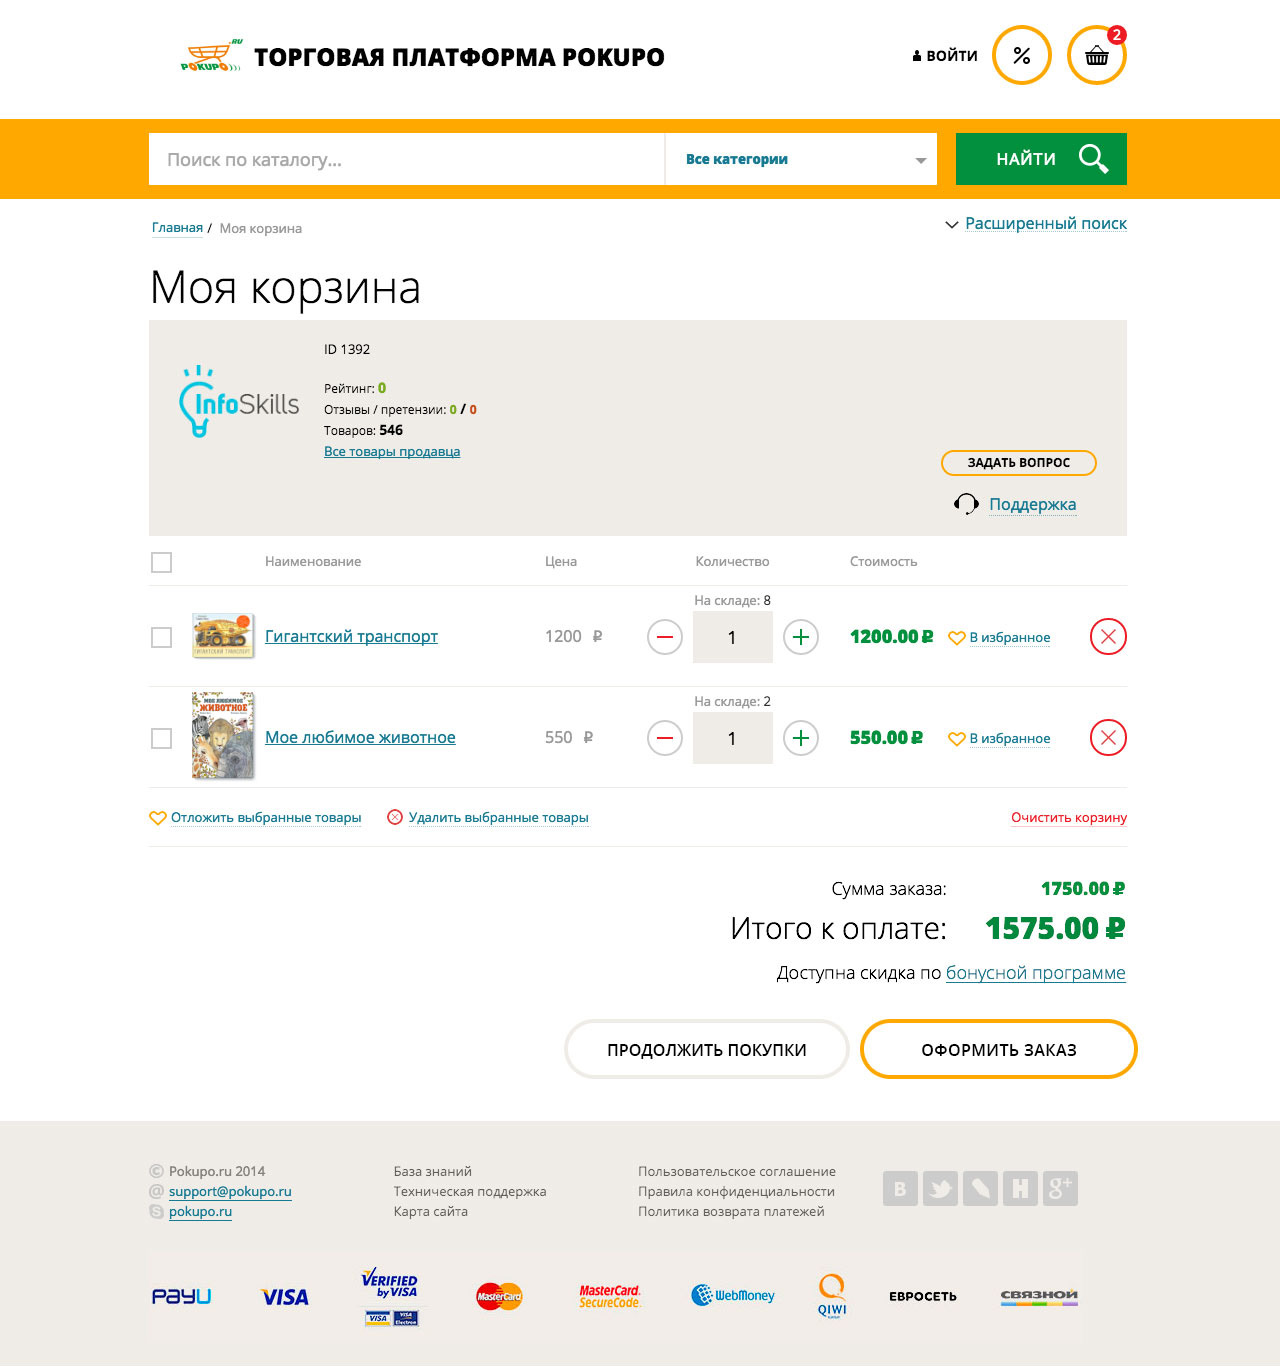 POKUPO.RU
ТОРГОВАЯ ПЛАТФОРМА POKUPO
ВОЙТИ
%
2
Поиск по каталогу...
Все категории
НАЙТИ
Главная / Моя корзина
Расширенный поиск
Моя корзина
InfoSkills
ID 1392
Рейтинг: 0
Отзывы / претензии: 0 / 0
Товаров: 546
Все товары продавца
ЗАДАТЬ ВОПРОС
Поддержка
Наименование Цена Количество Стоимость
На складе: 8
Гигантский транспорт 1200 ₽ 1 1200.00 ₽ В избранное
На складе: 2
МОЕ ЛЮБИМОЕ
ЖИВОТНОЕ
Мое любимое животное 550 ₽ 1 550.00 ₽ В избранное
Отложить выбранные товары Удалить выбранные товары Очистить корзину
Сумма заказа: 1750.00 ₽
Итого к оплате: 1575.00 ₽
Доступна скидка по бонусной программе
ПРОДОЛЖИТЬ ПОКУПКИ ОФОРМИТЬ ЗАКАЗ
© Pokupo.ru 2014 База знаний Пользовательское соглашение
@ support@pokupo.ru Техническая поддержка Правила конфиденциальности
S pokupo.ru Карта сайта Политика возврата платежей
B H g+
PAYU
VISA
VERIFIED
by VISA
VISA VISA
Electron
MasterCard
MasterCard.
SecureCode.
WebMoney
QIWI
ЕВРОСЕТЬ
СВЯЗНОЙ